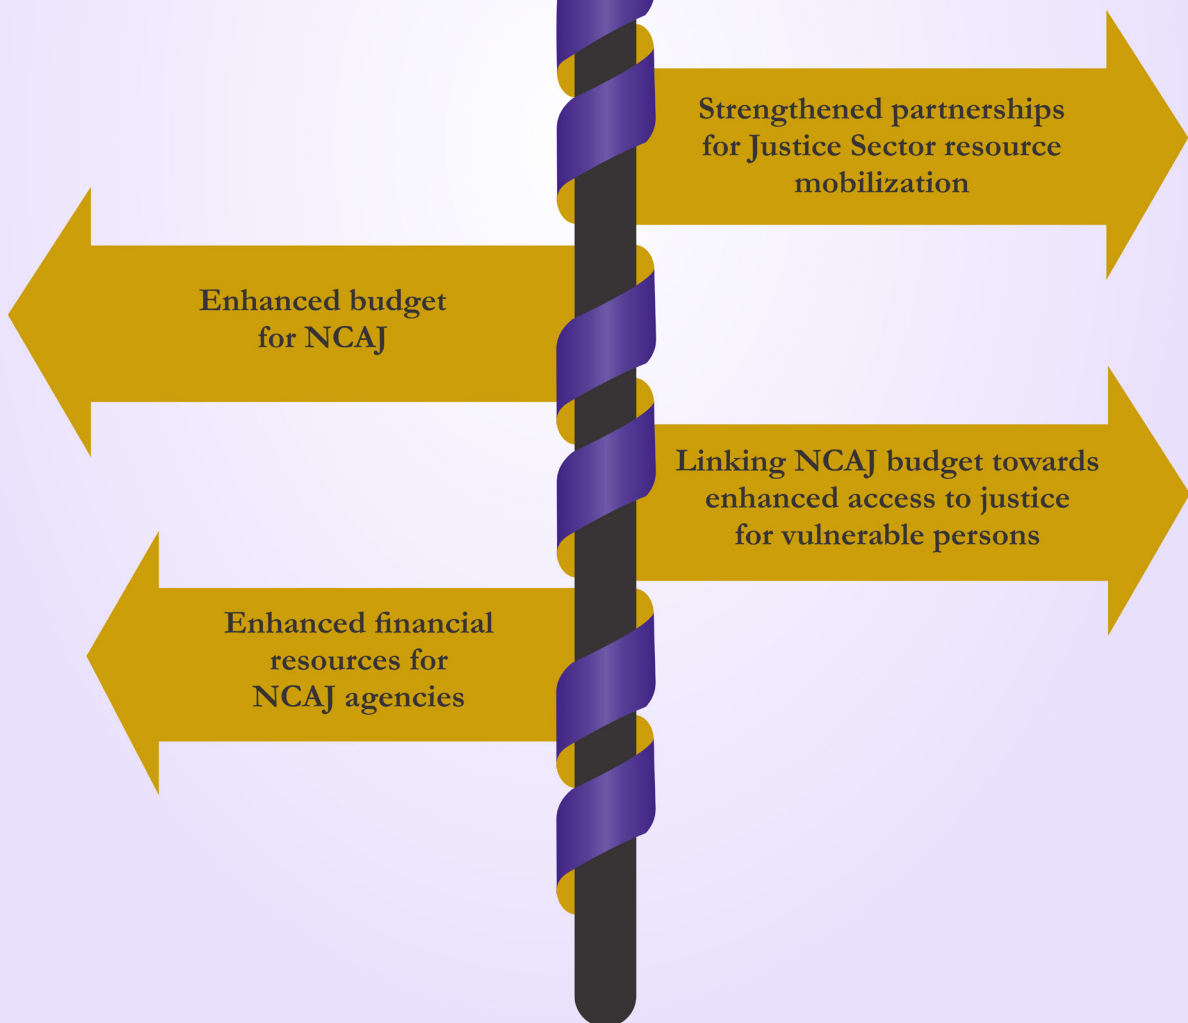 Strengthened partnerships
for Justice Sector resource
mobilization
Enhanced budget
for NCAJ
Linking NCAJ budget towards
enhanced access to justice
for vulnerable persons
Enhanced financial
resources for
NCAJ agencies